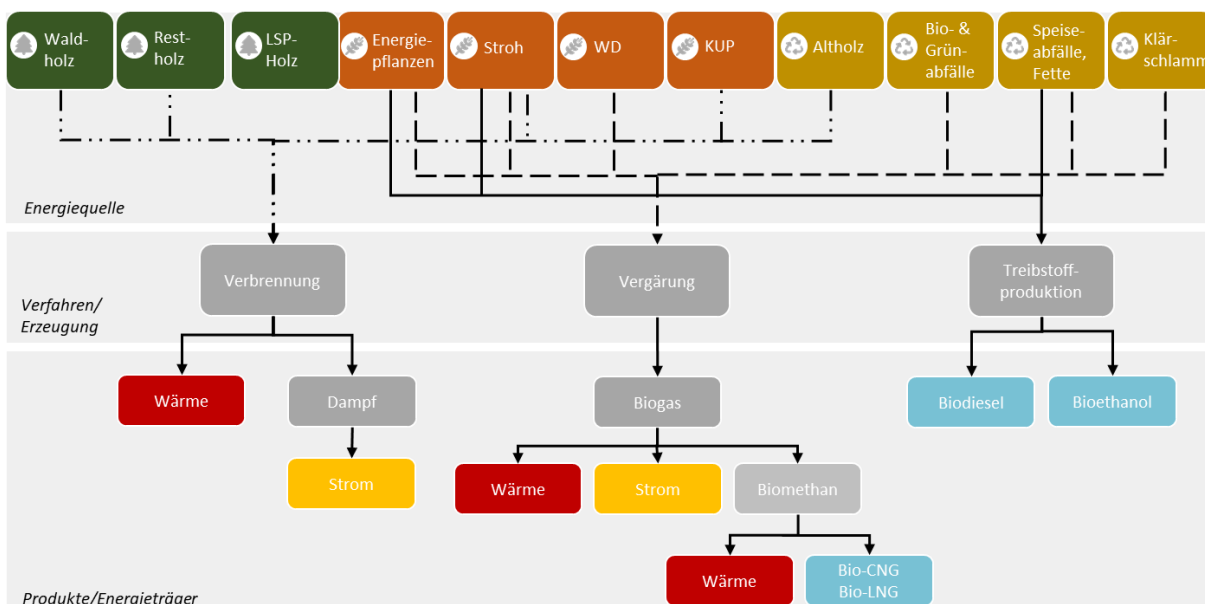 Wald-
holz
Rest-
holz
LSP-
Holz
Energie-
pflanzen
Stroh
WD
KUP
Altholz
Bio- &
Grün-
abfälle
Speise-
abfälle,
Fette
Klär-
schlamm
Energiequelle
Verbrennung
Vergärung
Treibstoff-
produktion
Verfahren/
Erzeugung
Wärme
Dampf
Biogas
Biodiesel
Bioethanol
Strom
Wärme
Strom
Biomethan
Wärme
Bio-CNG
Bio-LNG
Produkte/Energieträger